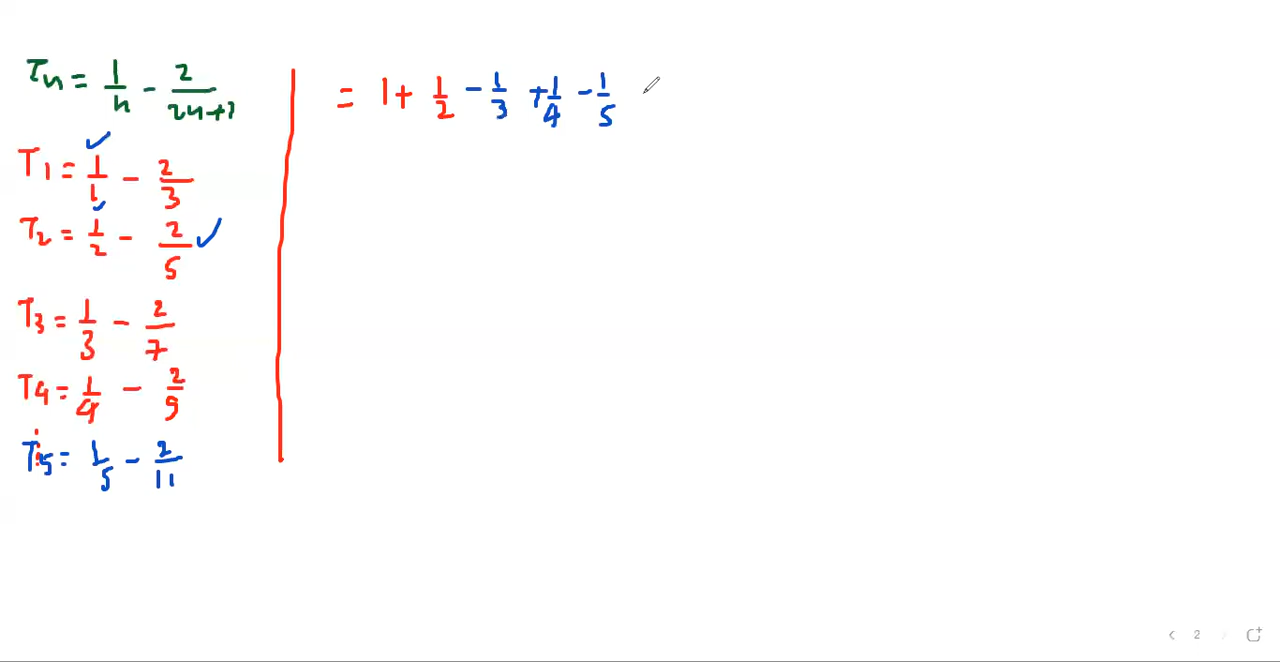 Tn = 1/n - 2/2n+1
T1 = 1/1 - 2/3
T2 = 1/2 - 2/5
T3 = 1/3 - 2/7
T4 = 1/4 - 2/9
T5 = 1/5 - 2/11
= 1 + 1/2 - 1/3 + 1/4 - 1/5
2